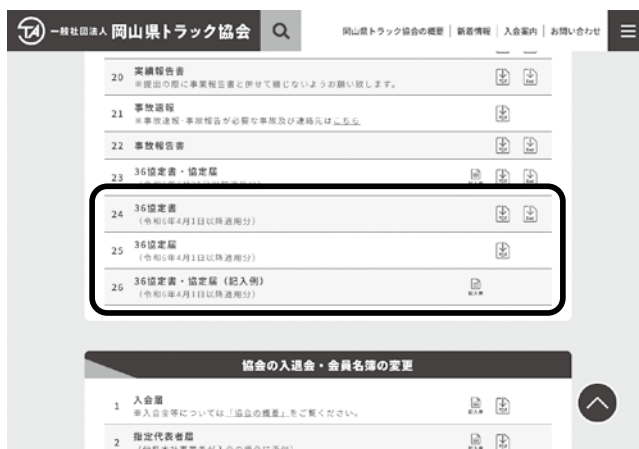 一般社団法人 岡山県トラック協会
岡山県トラック協会の概要 新着情報 入会案内 お問い合わせ
20 実績報告書
※提出の際に事業報告書と併せて綴じないようお願い致します。
21 事故速報
※事故速報・事故報告が必要な事故及び連絡元はこちら
22 事故報告書
23 36協定書・協定届
24 36協定書
(令和6年4月1日以降適用分)
25 36協定届
(令和6年4月1日以降適用分)
26 36協定書・協定届(記入例)
(令和6年4月1日以降適用分)
記入例
協会の入退会・会員名簿の変更
1 入会届
※入会金等については「協会の概要」をご覧ください。
記入例
2 指定代表者届